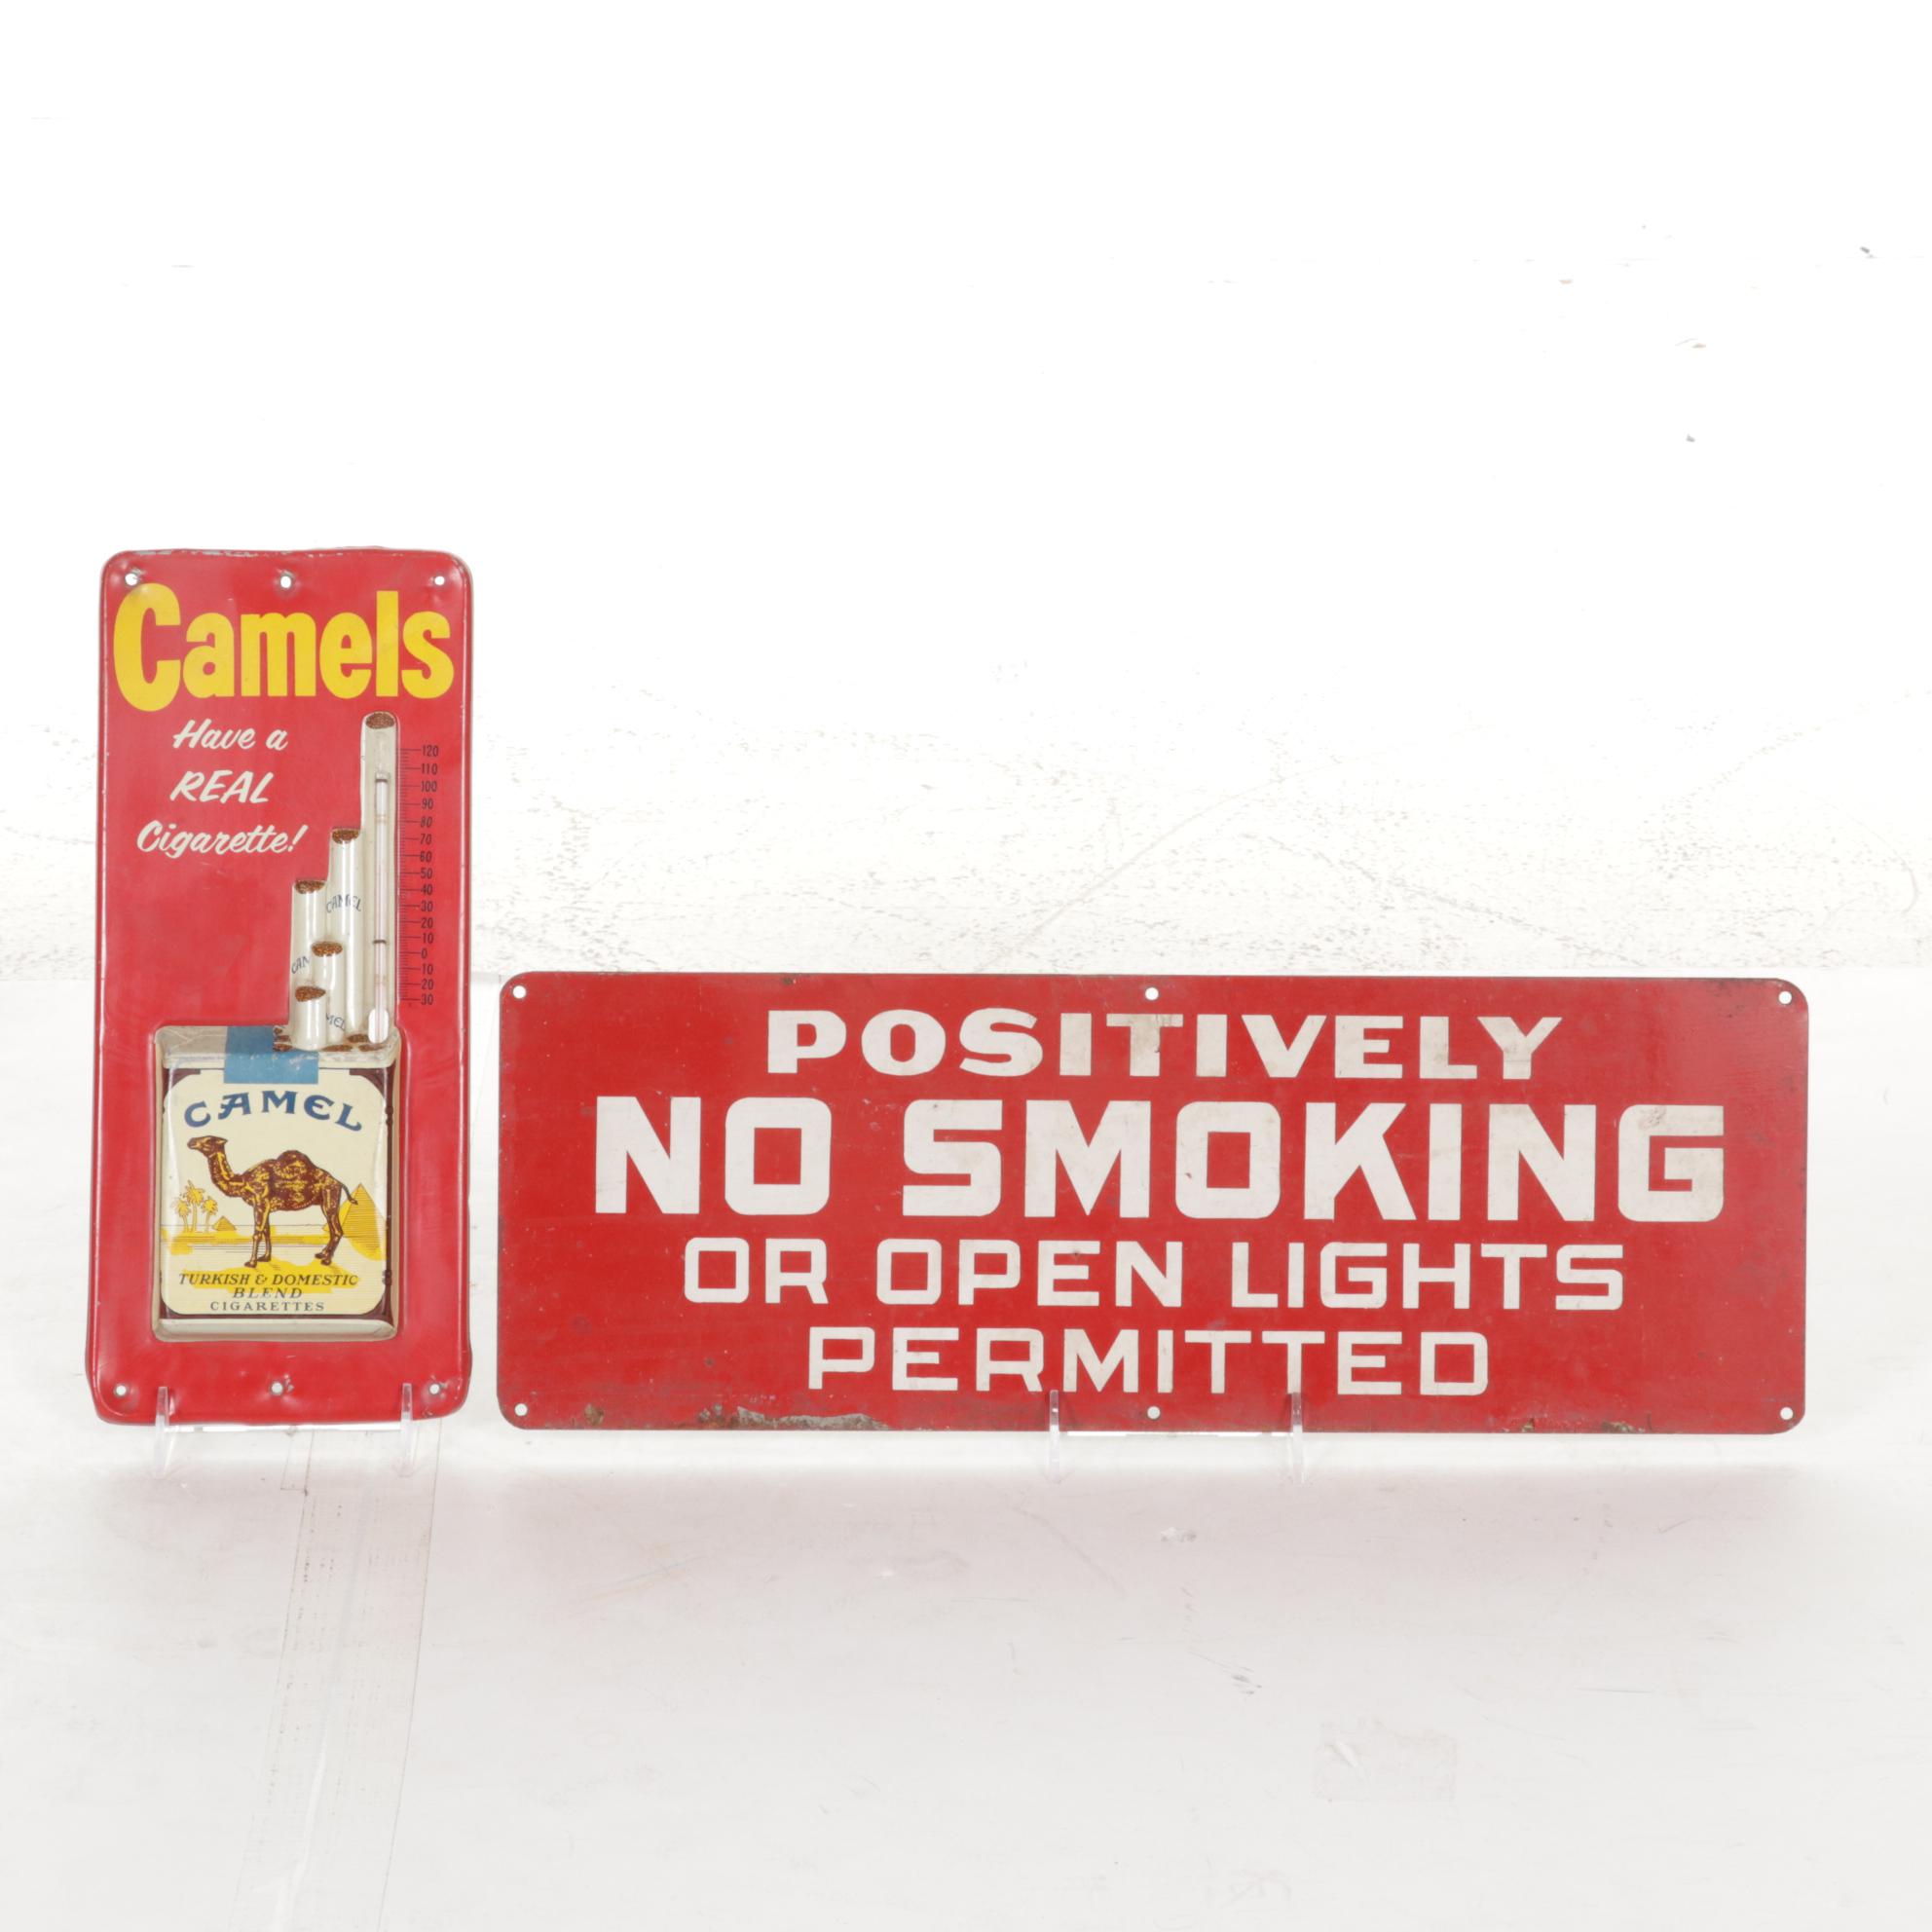 Camels
Have a
REAL
Cigarette!
120
110
100
90
80
70
60
50
40
30
20
10
0
10
20
30
CAMEL
CAMEL
TURKISH & DOMESTIC
BLEND
CIGARETTES
POSITIVELY
NO SMOKING
OR OPEN LIGHTS
PERMITTED